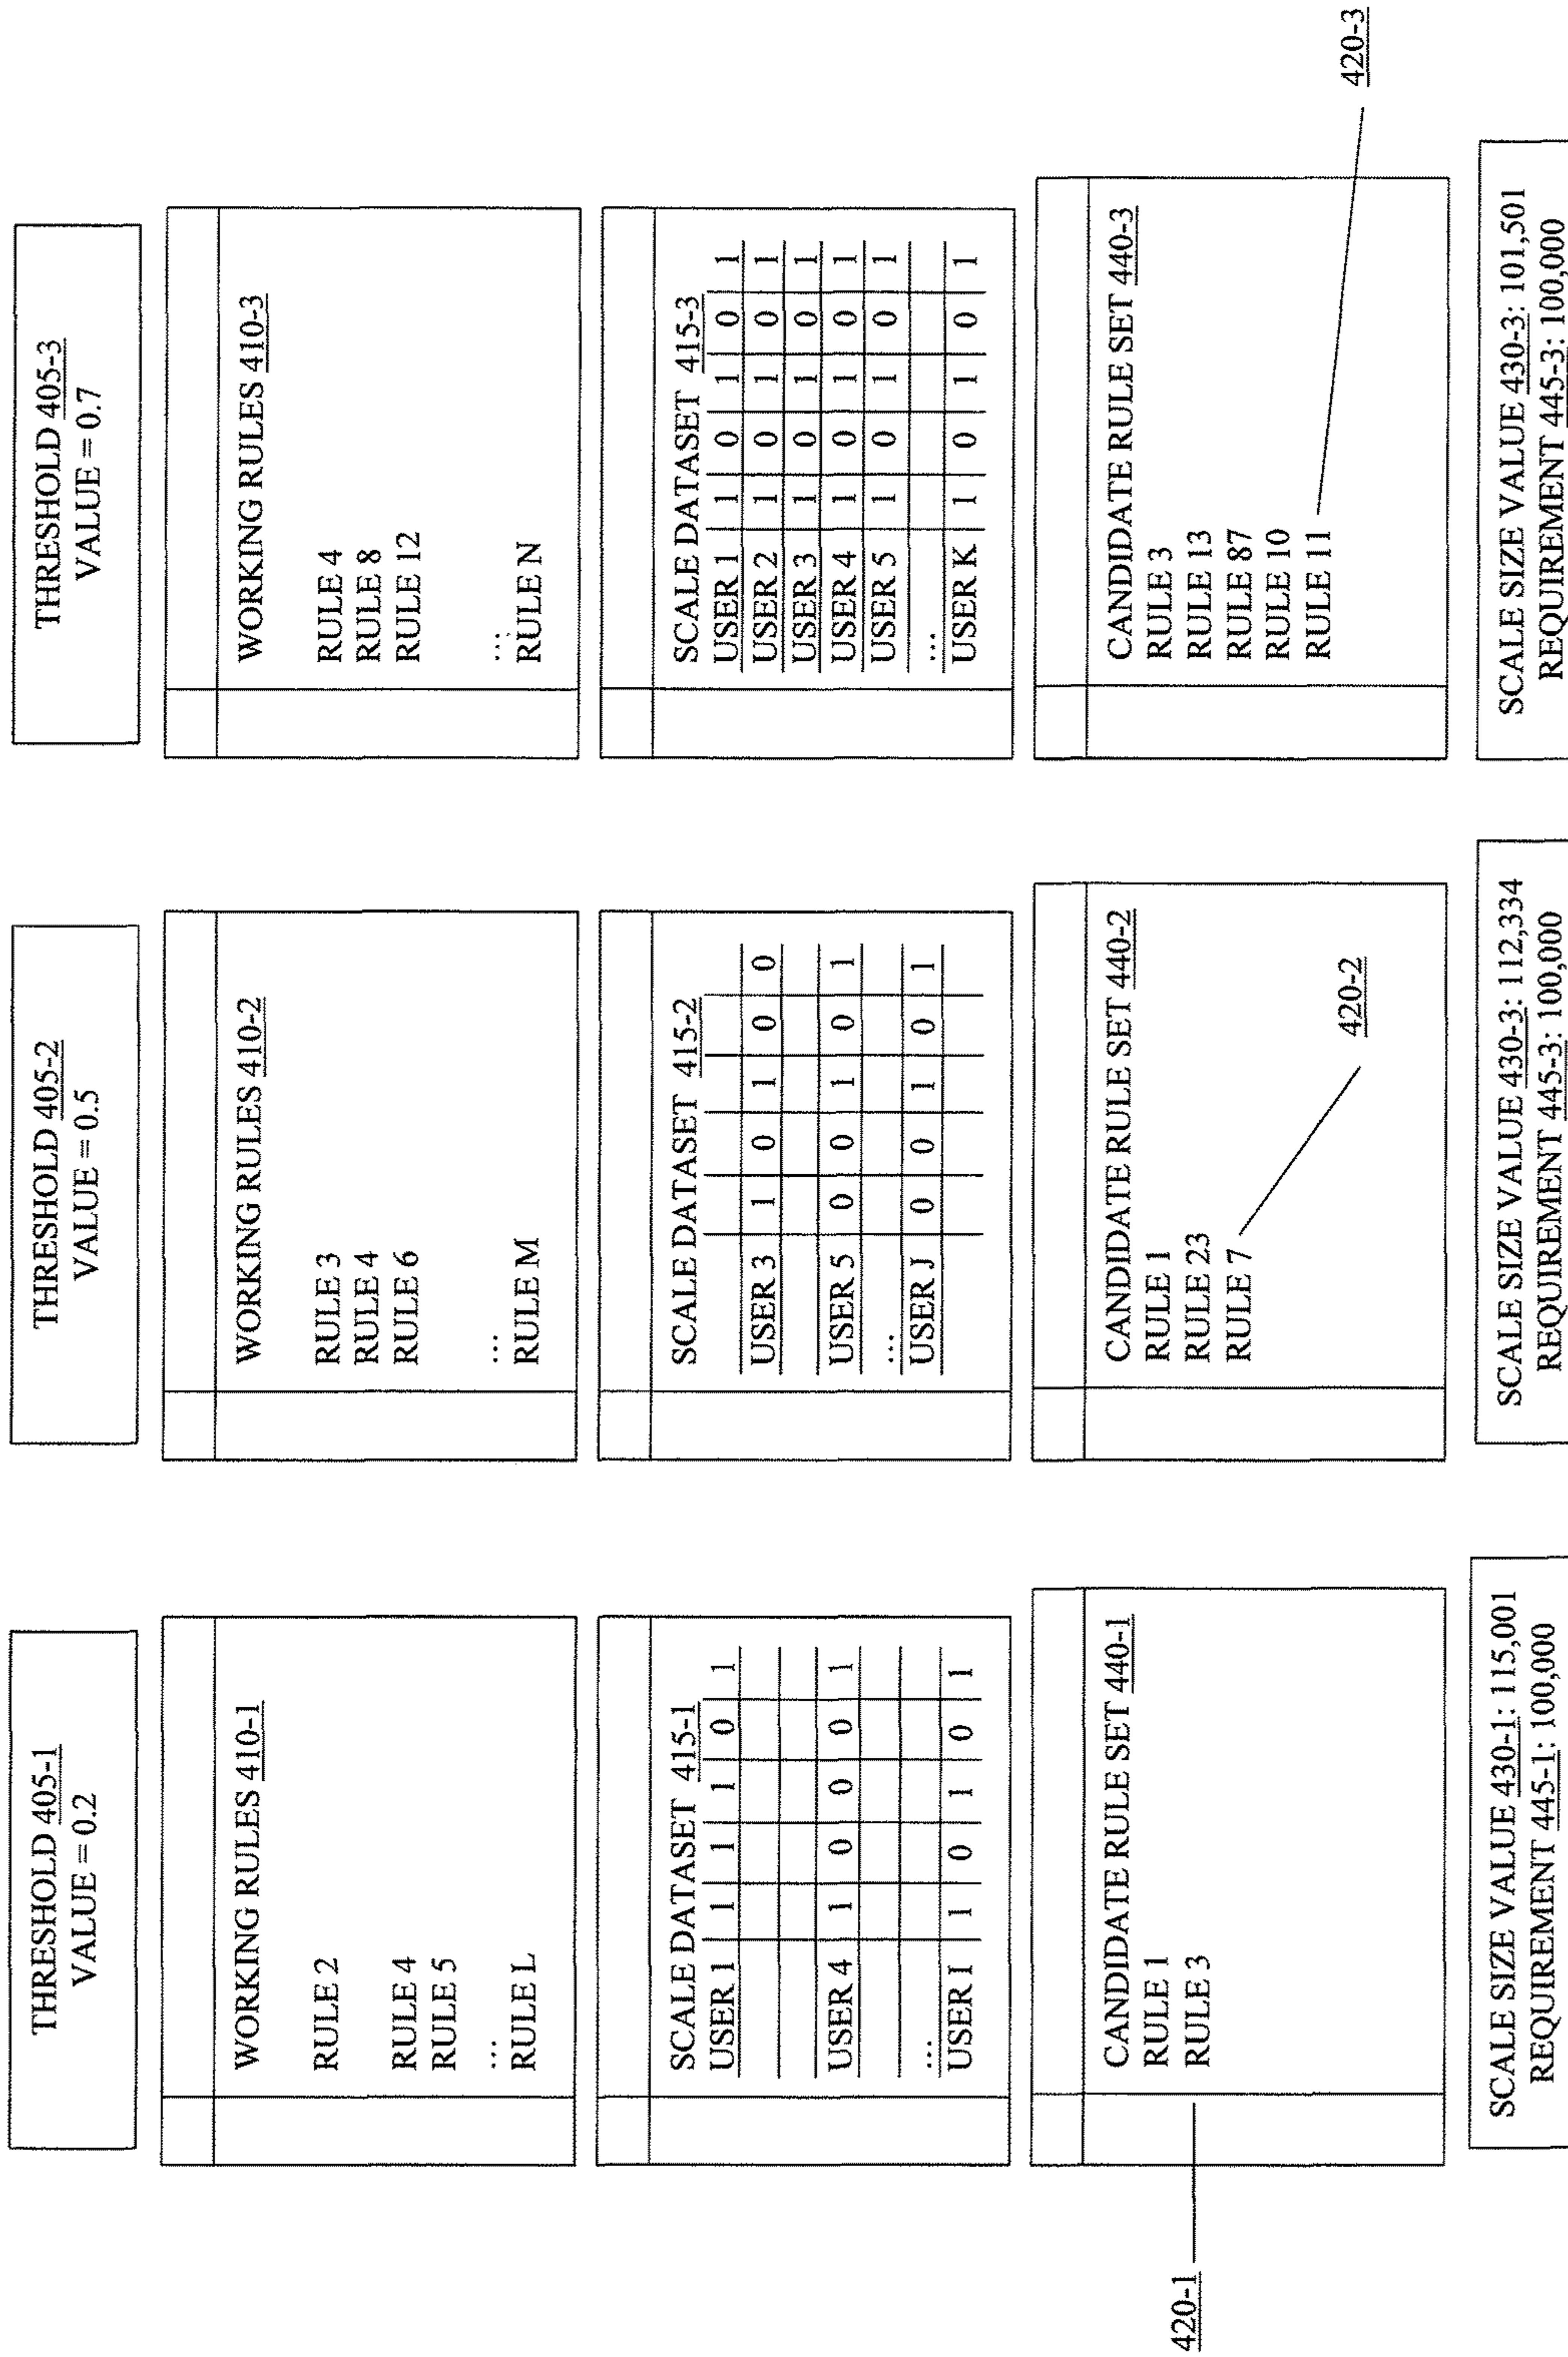 THRESHOLD 405-1
VALUE = 0.2
WORKING RULES 410-1
RULE 2
RULE 4
RULE 5
...
RULE L
SCALE DATASET 415-1
USER 1 1 1 1 0 1
USER 4 1 0 0 0 1
...
USER I 1 0 1 0 1
CANDIDATE RULE SET 440-1
RULE 1
RULE 3
420-1
SCALE SIZE VALUE 430-1: 115,001
REQUIREMENT 445-1: 100,000
THRESHOLD 405-2
VALUE = 0.5
WORKING RULES 410-2
RULE 3
RULE 4
RULE 6
...
RULE M
SCALE DATASET 415-2
USER 3 1 0 1 0 0
USER 5 0 0 1 0 1
...
USER J 0 0 1 0 1
CANDIDATE RULE SET 440-2
RULE 1
RULE 23
RULE 7
420-2
SCALE SIZE VALUE 430-3: 112,334
REQUIREMENT 445-3: 100,000
THRESHOLD 405-3
VALUE = 0.7
WORKING RULES 410-3
RULE 4
RULE 8
RULE 12
...
RULE N
SCALE DATASET 415-3
USER 1 1 0 1 0 1
USER 2 1 0 1 0 1
USER 3 1 0 1 0 1
USER 4 1 0 1 0 1
USER 5 1 0 1 0 1
...
USER K 1 0 1 0 1
CANDIDATE RULE SET 440-3
RULE 3
RULE 13
RULE 87
RULE 10
RULE 11
420-3
SCALE SIZE VALUE 430-3: 101,501
REQUIREMENT 445-3: 100,000